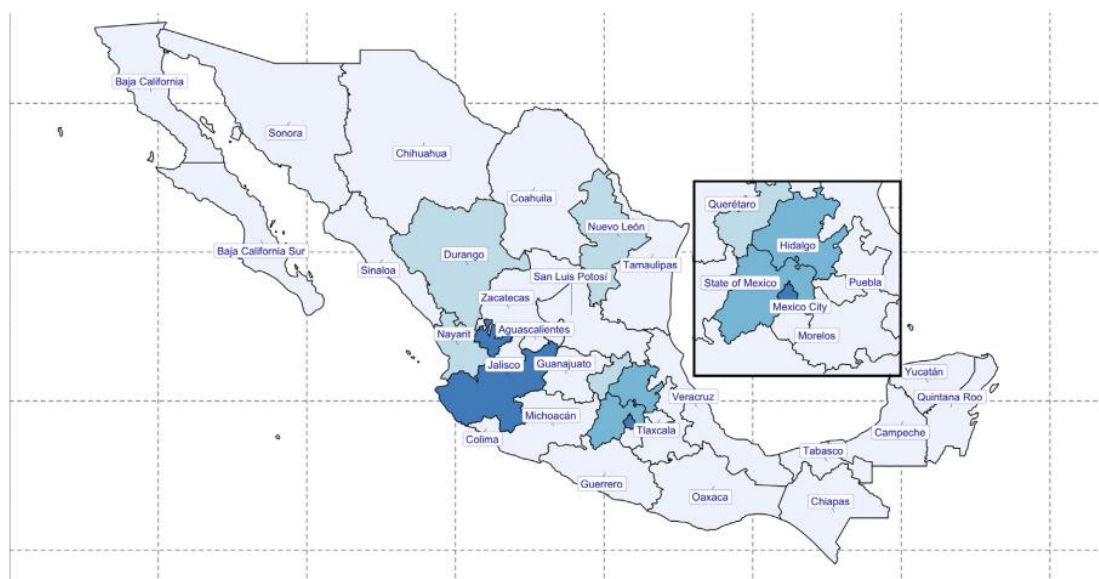 Baja California
Sonora
Chihuahua
Coahuila
Querétaro
Nuevo León
Hidalgo
Baja California Sur
Durango
Sinaloa
Tamaulipas
San Luis Potosí
State of Mexico
Puebla
Zacatecas
Mexico City
Nayarit
Aguascalientes
Morelos
Jalisco
Guanajuato
Yucatán
Veracruz
Quintana Roo
Michoacán
Tlaxcala
Colima
Campeche
Tabasco
Guerrero
Oaxaca
Chiapas